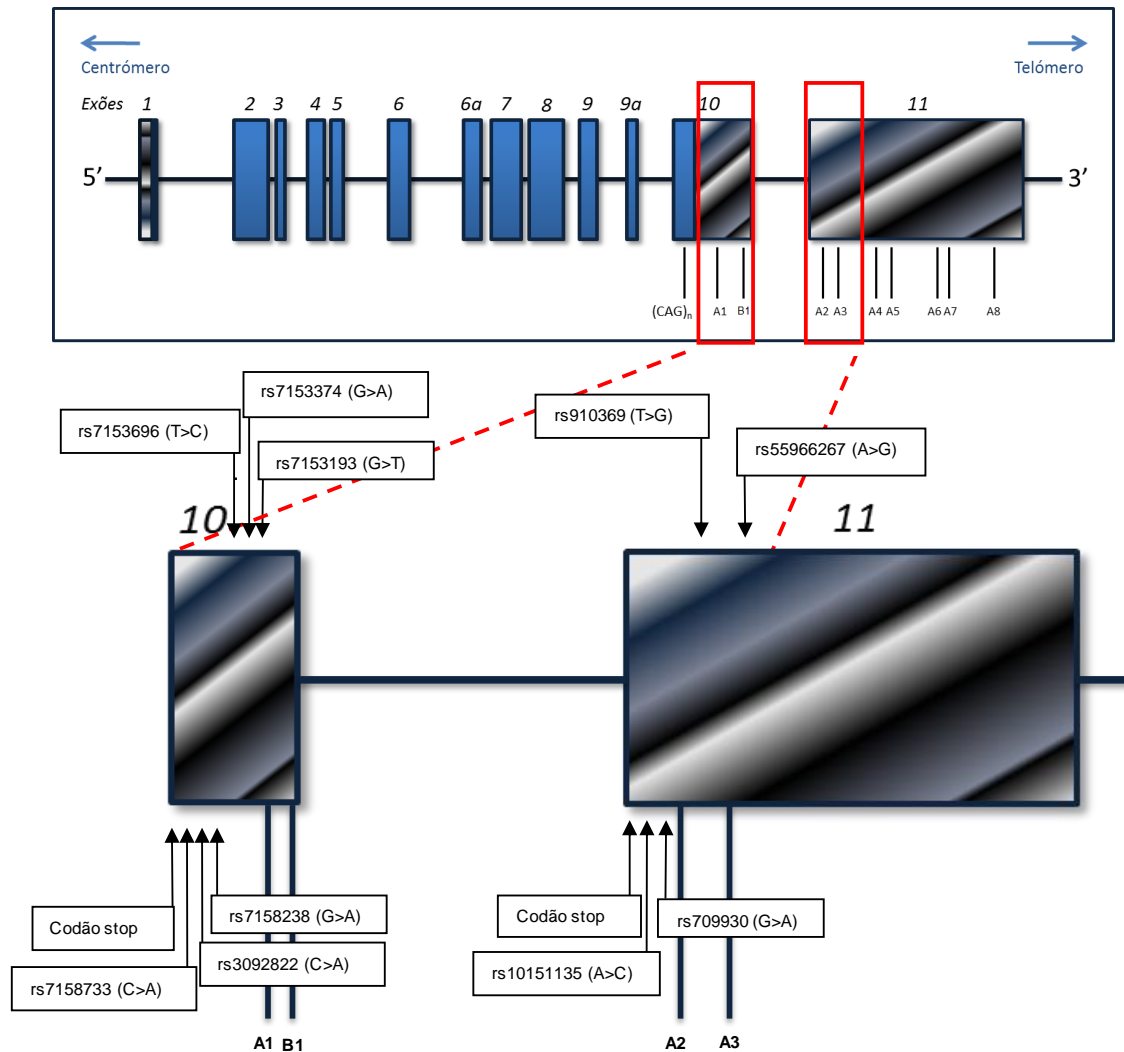 Centrómero
Telómero
Exões 1 2 3 4 5 6 6a 7 8 9 9a 10 11
5’ 3’
(CAG)n A1 B1 A2 A3 A4 A5 A6 A7 A8
rs7153374 (G>A)
rs7153696 (T>C)
rs7153193 (G>T)
rs910369 (T>G)
rs55966267 (A>G)
10 11
Codão stop
rs7158238 (G>A)
rs3092822 (C>A)
rs7158733 (C>A)
Codão stop
rs709930 (G>A)
rs10151135 (A>C)
A1 B1 A2 A3